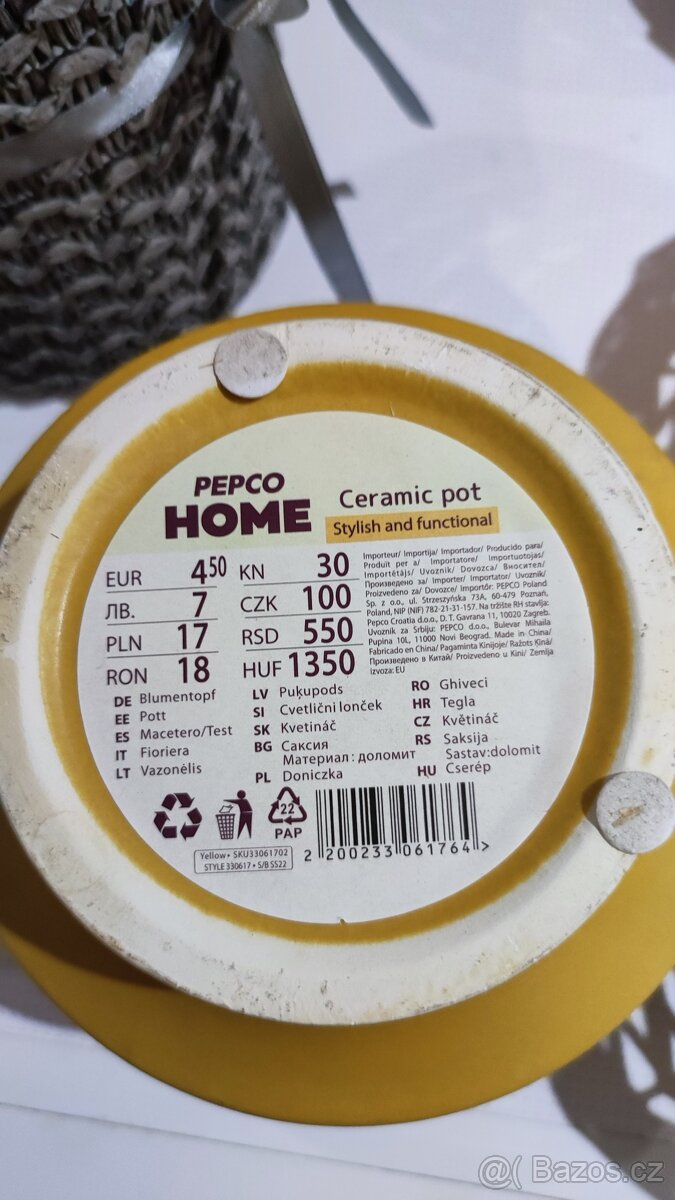 PEPCO
HOME
Ceramic pot
Stylish and functional
EUR 4⁵⁰
ЛВ. 7
PLN 17
RON 18
KN 30
CZK 100
RSD 550
HUF 1350
Importeur/ Importija/ Importador/ Producido para/
Produit per a/ Importatore/ Importuotojas/
Importētājs/ Uvoznik/ Dovozca/ Вносител/
Произведено за/ Importer/ Importator/ Uvoznik/
Proizvedeno za/ Dovozce/ Importőr: PEPCO Poland
Sp. z o.o., ul. Strzeszyńska 73A, 60-479 Poznań,
Poland, NIP (NIF) 782-21-31-157. Na tržište RH stavlja:
Pepco Croatia d.o.o., D.T. Gavrana 11, 10020 Zagreb.
Uvoznik za Srbiju: PEPCO d.o.o., Bulevar Mihaila
Pupina 10L, 11000 Novi Beograd. Made in China/
Fabricado en China/ Pagaminta Kinijoje/ Ražots Ķīnā/
Произведено в Китай/ Proizvedeno u Kini/ Zemlja
izvoza: EU
DE Blumentopf
EE Pott
ES Macetero/Test
IT Fioriera
LT Vazonėlis
LV Puķupods
SI Cvetlični lonček
SK Kvetináč
BG Саксия
Материал: доломит
PL Doniczka
RO Ghiveci
HR Tegla
CZ Květináč
RS Saksija
Sastav:dolomit
HU Cserép
22
PAP
Yellow • SKU33061702
STYLE 330617 • S/B SS22
2 200233 061764 >
@( Bazos.cz